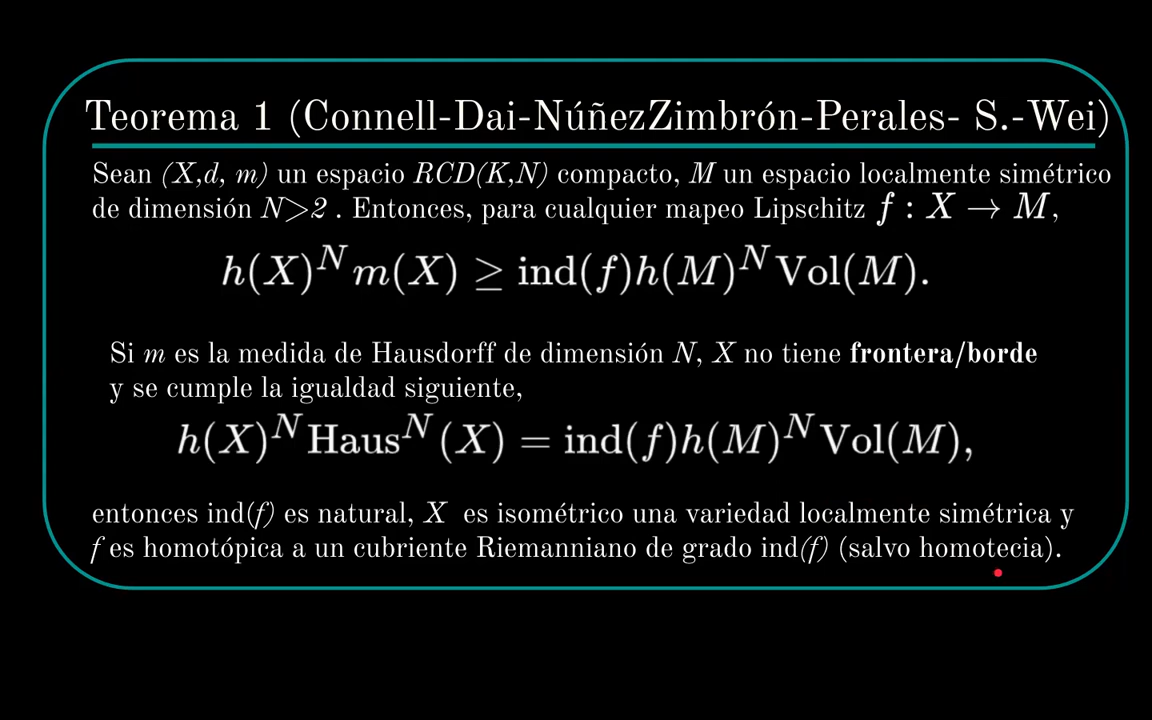 Teorema 1 (Connell-Dai-NúñezZimbrón-Perales- S.-Wei)
Sean (X,d, m) un espacio RCD(K,N) compacto, M un espacio localmente simétrico
de dimensión N>2 . Entonces, para cualquier mapeo Lipschitz f : X → M,
h(X)^N m(X) ≥ ind(f)h(M)^N Vol(M).
Si m es la medida de Hausdorff de dimensión N, X no tiene frontera/borde
y se cumple la igualdad siguiente,
h(X)^N Haus^N (X) = ind(f)h(M)^N Vol(M),
entonces ind(f) es natural, X es isométrico una variedad localmente simétrica y
f es homotópica a un cubriente Riemanniano de grado ind(f) (salvo homotecia).